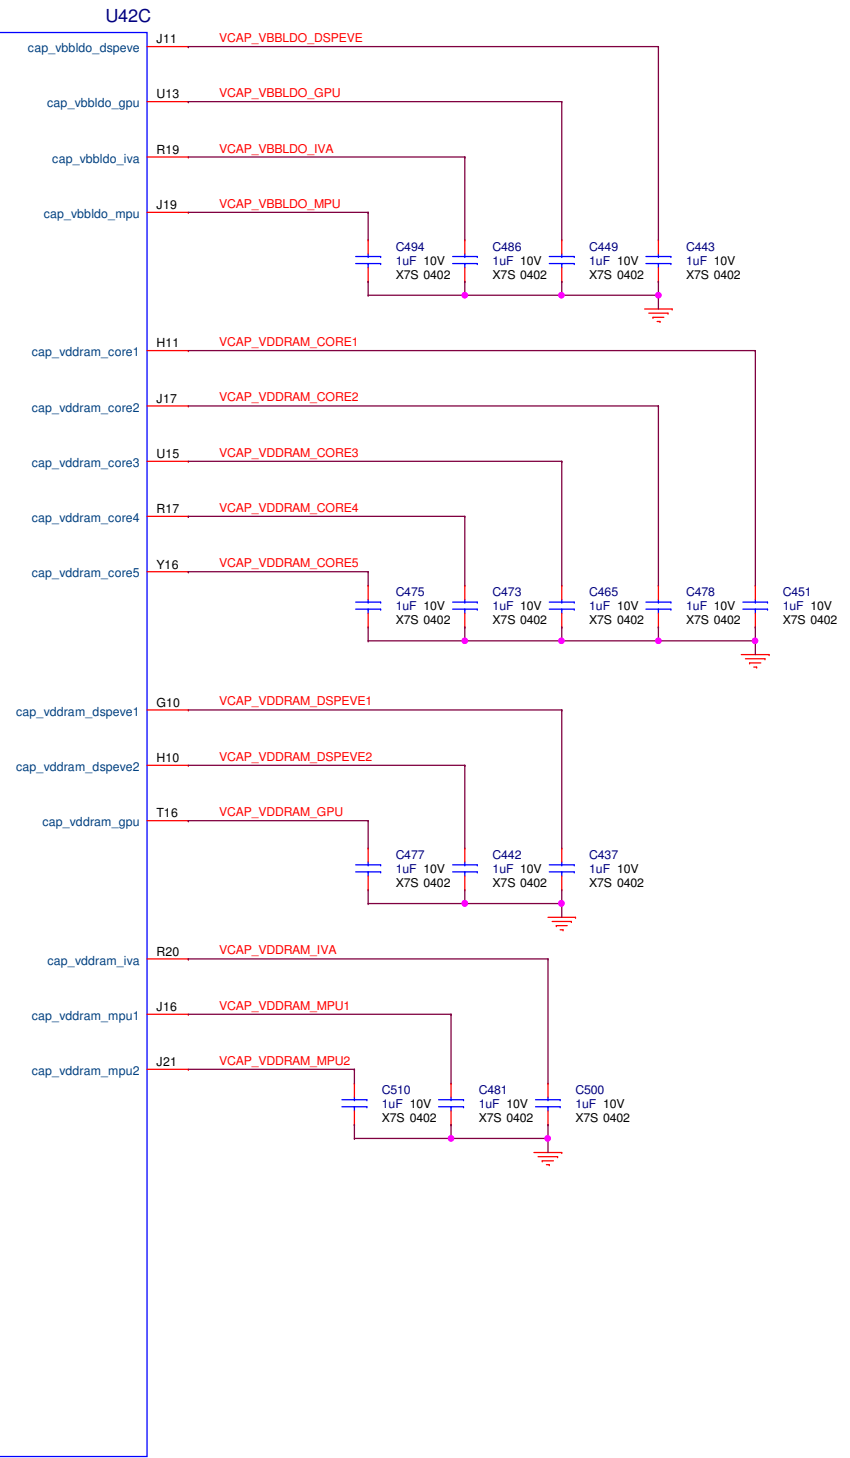 U42C
cap_vbbldo_dspeve J11 VCAP_VBBLDO_DSPEVE
cap_vbbldo_gpu U13 VCAP_VBBLDO_GPU
cap_vbbldo_iva R19 VCAP_VBBLDO_IVA
cap_vbbldo_mpu J19 VCAP_VBBLDO_MPU
C494 C486 C449 C443
1uF 10V 1uF 10V 1uF 10V 1uF 10V
X7S 0402 X7S 0402 X7S 0402 X7S 0402
cap_vddram_core1 H11 VCAP_VDDRAM_CORE1
cap_vddram_core2 J17 VCAP_VDDRAM_CORE2
cap_vddram_core3 U15 VCAP_VDDRAM_CORE3
cap_vddram_core4 R17 VCAP_VDDRAM_CORE4
cap_vddram_core5 Y16 VCAP_VDDRAM_CORE5
C475 C473 C465 C478 C451
1uF 10V 1uF 10V 1uF 10V 1uF 10V 1uF 10V
X7S 0402 X7S 0402 X7S 0402 X7S 0402 X7S 0402
cap_vddram_dspeve1 G10 VCAP_VDDRAM_DSPEVE1
cap_vddram_dspeve2 H10 VCAP_VDDRAM_DSPEVE2
cap_vddram_gpu T16 VCAP_VDDRAM_GPU
C477 C442 C437
1uF 10V 1uF 10V 1uF 10V
X7S 0402 X7S 0402 X7S 0402
cap_vddram_iva R20 VCAP_VDDRAM_IVA
cap_vddram_mpu1 J16 VCAP_VDDRAM_MPU1
cap_vddram_mpu2 J21 VCAP_VDDRAM_MPU2
C510 C481 C500
1uF 10V 1uF 10V 1uF 10V
X7S 0402 X7S 0402 X7S 0402